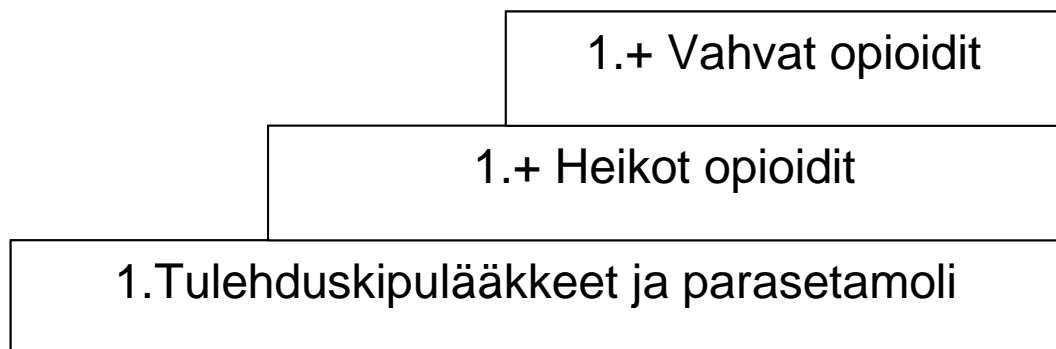 1.+ Vahvat opioidit
1.+ Heikot opioidit
1.Tulehduskipulääkkeet ja parasetamoli